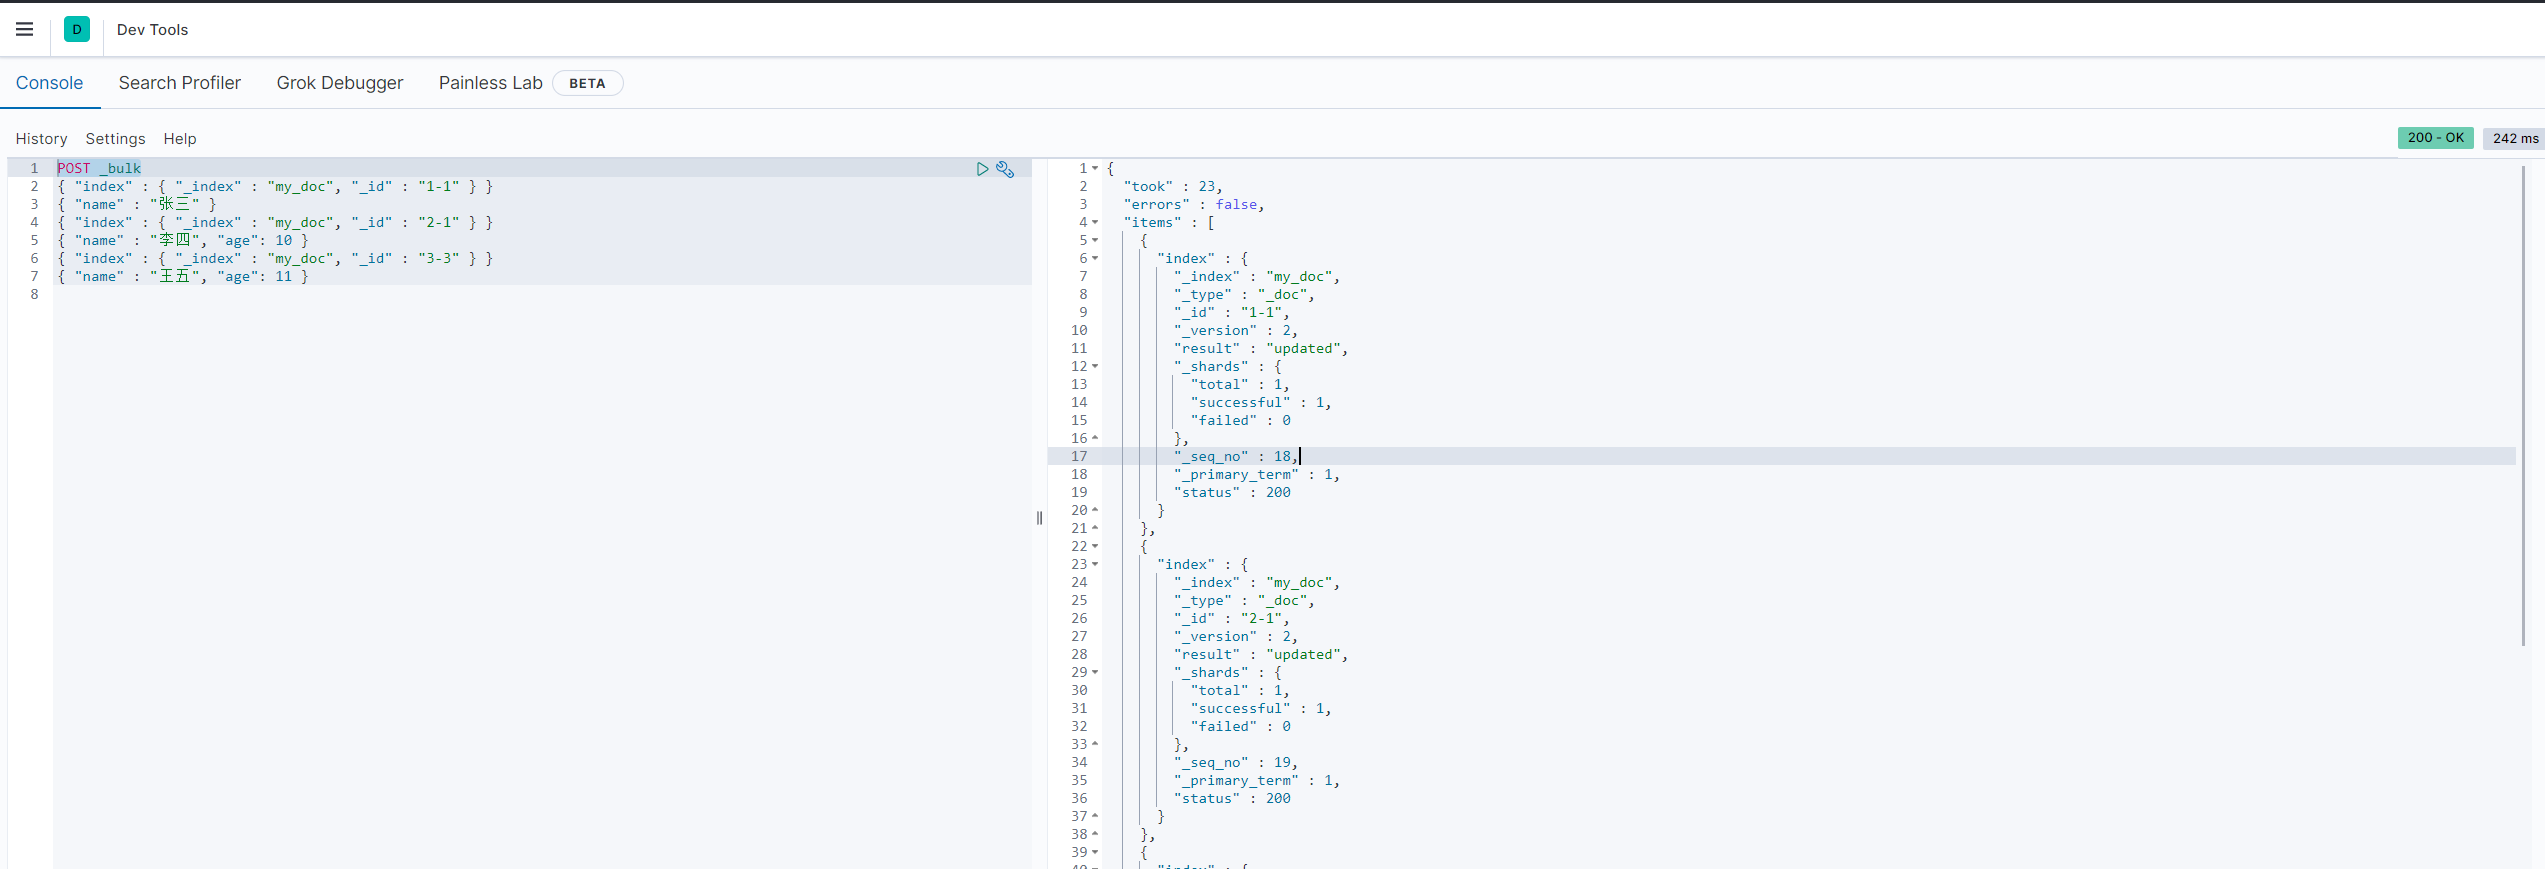 D Dev Tools
Console Search Profiler Grok Debugger Painless Lab BETA
History Settings Help
200 - OK 242 ms
1 POST _bulk
2 { "index" : { "_index" : "my_doc", "_id" : "1-1" } }
3 { "name" : "张三" }
4 { "index" : { "_index" : "my_doc", "_id" : "2-1" } }
5 { "name" : "李四", "age": 10 }
6 { "index" : { "_index" : "my_doc", "_id" : "3-3" } }
7 { "name" : "王五", "age": 11 }
8
1 {
2 "took" : 23,
3 "errors" : false,
4 "items" : [
5 {
6 "index" : {
7 "_index" : "my_doc",
8 "_type" : "_doc",
9 "_id" : "1-1",
10 "_version" : 2,
11 "result" : "updated",
12 "_shards" : {
13 "total" : 1,
14 "successful" : 1,
15 "failed" : 0
16 },
17 "_seq_no" : 18,
18 "_primary_term" : 1,
19 "status" : 200
20 }
21 },
22 {
23 "index" : {
24 "_index" : "my_doc",
25 "_type" : "_doc",
26 "_id" : "2-1",
27 "_version" : 2,
28 "result" : "updated",
29 "_shards" : {
30 "total" : 1,
31 "successful" : 1,
32 "failed" : 0
33 },
34 "_seq_no" : 19,
35 "_primary_term" : 1,
36 "status" : 200
37 }
38 },
39 {